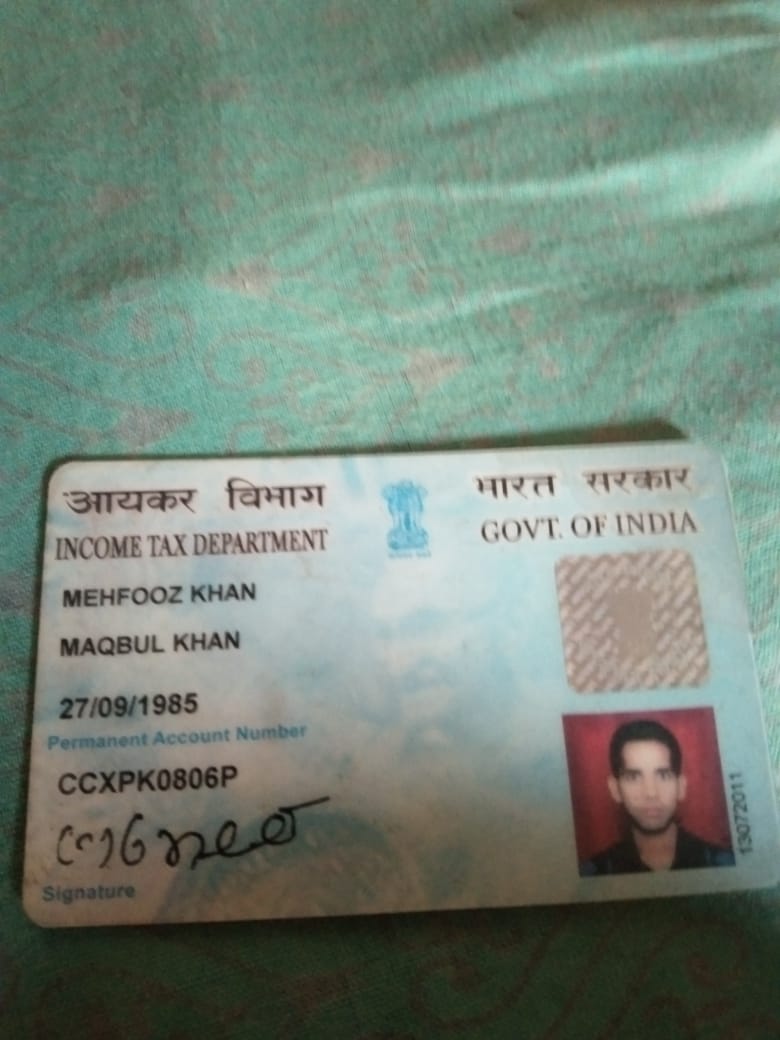 आयकर विभाग
भारत सरकार
INCOME TAX DEPARTMENT
GOVT. OF INDIA
MEHFOOZ KHAN
MAQBUL KHAN
27/09/1985
Permanent Account Number
CCXPK0806P
Signature
13072011